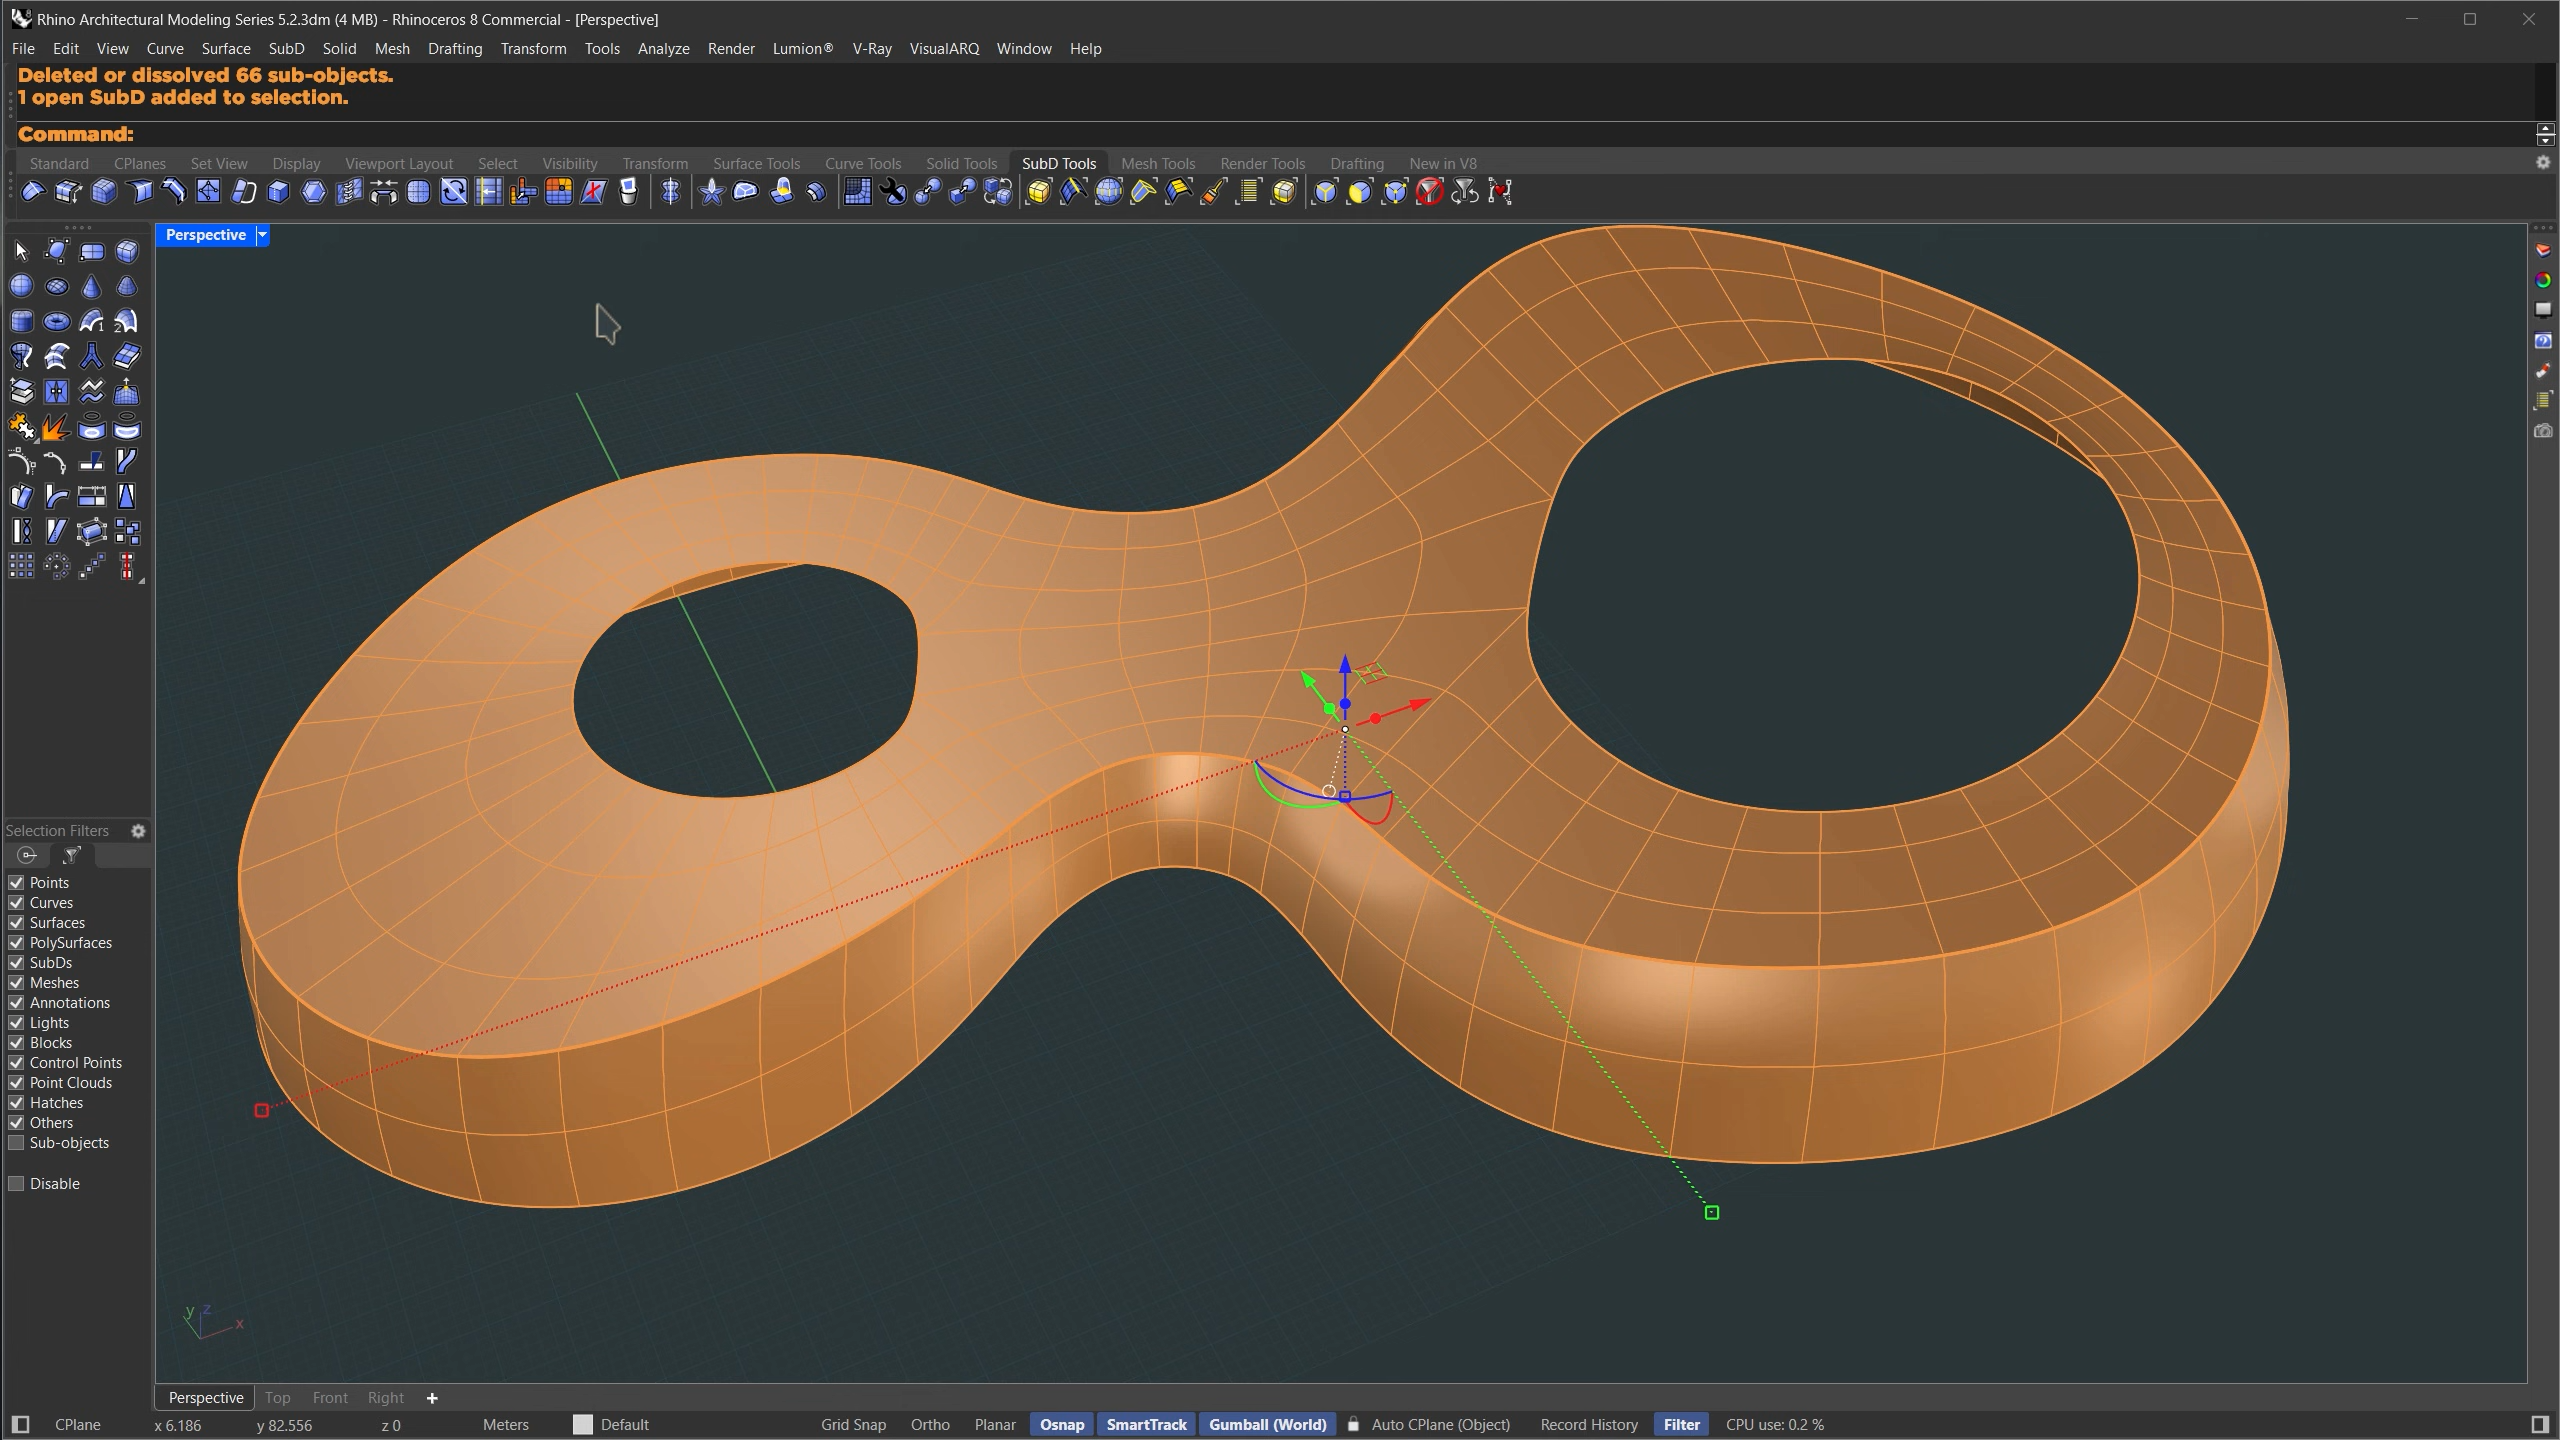 Rhino Architectural Modeling Series 5.2.3dm (4 MB) - Rhinoceros 8 Commercial - [Perspective]
File Edit View Curve Surface SubD Solid Mesh Drafting Transform Tools Analyze Render Lumion® V-Ray VisualARQ Window Help
Deleted or dissolved 66 sub-objects.
1 open SubD added to selection.
Command:
Standard CPlanes Set View Display Viewport Layout Select Visibility Transform Surface Tools Curve Tools Solid Tools SubD Tools Mesh Tools Render Tools Drafting New in V8
Perspective
1 2
Selection Filters
Points
Curves
Surfaces
PolySurfaces
SubDs
Meshes
Annotations
Lights
Blocks
Control Points
Point Clouds
Hatches
Others
Sub-objects
Disable
y z x
Perspective Top Front Right
CPlane x 6.186 y 82.556 z 0 Meters Default Grid Snap Ortho Planar Osnap SmartTrack Gumball (World) Auto CPlane (Object) Record History Filter CPU use: 0.2 %